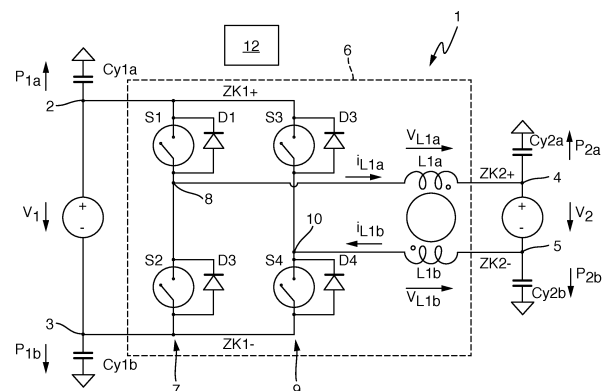 12
6
1
P1a
Cy1a
ZK1+
2
S1
D1
S3
D3
VL1a
Cy2a
P2a
iL1a
L1a
ZK2+
4
8
V1
+
-
10
iL1b
+
-
V2
5
S2
D3
S4
D4
L1b
ZK2-
VL1b
Cy2b
P2b
3
ZK1-
P1b
Cy1b
7
9